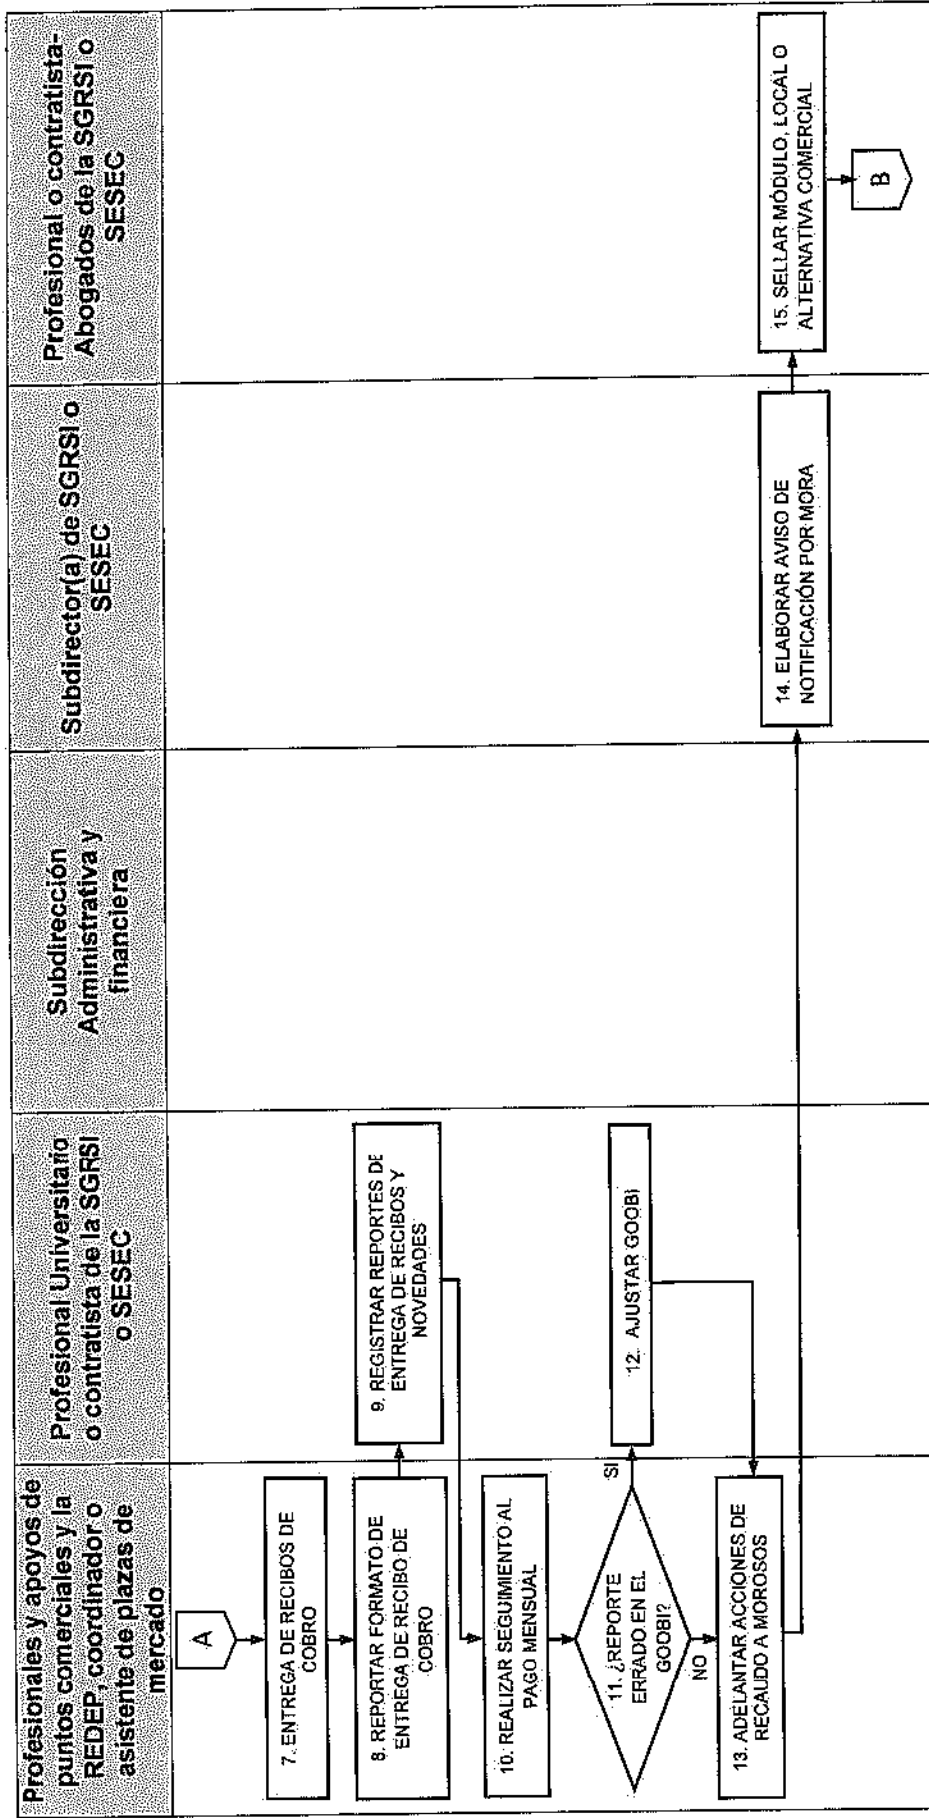 Profesionales y apoyos de
puntos comerciales y la
REDEP, coordinador o
asistente de plazas de
mercado
Profesional Universitario
o contratista de la SGRSI
o SESEC
Subdirección
Administrativa y
financiera
Subdirector(a) de SGRSI o
SESEC
Profesional o contratista-
Abogados de la SGRSI o
SESEC
A
7. ENTREGA DE RECIBOS DE
COBRO
8. REPORTAR FORMATO DE
ENTREGA DE RECIBO DE
COBRO
9. REGISTRAR REPORTES DE
ENTREGA DE RECIBOS Y
NOVEDADES
10. REALIZAR SEGUIMIENTO AL
PAGO MENSUAL
11. ¿REPORTE
ERRADO EN EL
GOOBI?
SI
12. AJUSTAR GOOBI
NO
13. ADELANTAR ACCIONES DE
RECAUDO A MOROSOS
14. ELABORAR AVISO DE
NOTIFICACIÓN POR MORA
15. SELLAR MÓDULO, LOCAL O
ALTERNATIVA COMERCIAL
B